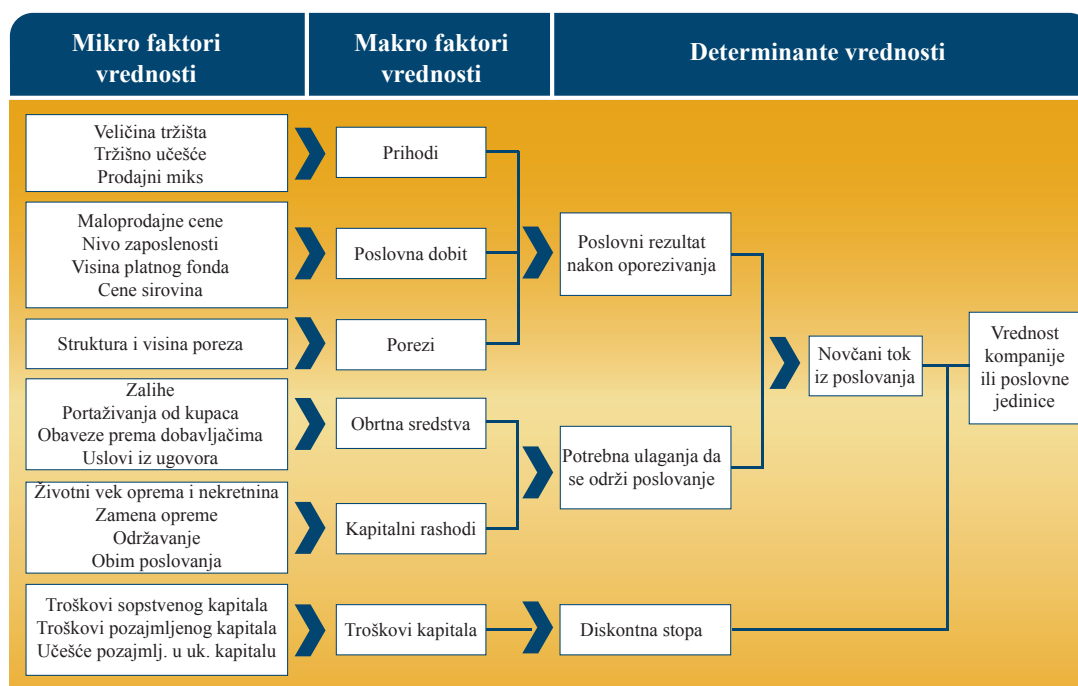 Mikro faktori
vrednosti
Makro faktori
vrednosti
Determinante vrednosti
Veličina tržišta
Tržišno učešće
Prodajni miks
Prihodi
Maloprodajne cene
Nivo zaposlenosti
Visina platnog fonda
Cene sirovina
Poslovna dobit
Poslovni rezultat
nakon oporezivanja
Struktura i visina poreza
Porezi
Novčani tok
iz poslovanja
Vrednost
kompanije
ili poslovne
jedinice
Zalihe
Portaživanja od kupaca
Obaveze prema dobavljačima
Uslovi iz ugovora
Obrtna sredstva
Potrebna ulaganja da
se održi poslovanje
Životni vek oprema i nekretnina
Zamena opreme
Održavanje
Obim poslovanja
Kapitalni rashodi
Troškovi sopstvenog kapitala
Troškovi pozajmljenog kapitala
Učešće pozajmlj. u uk. kapitalu
Troškovi kapitala
Diskontna stopa